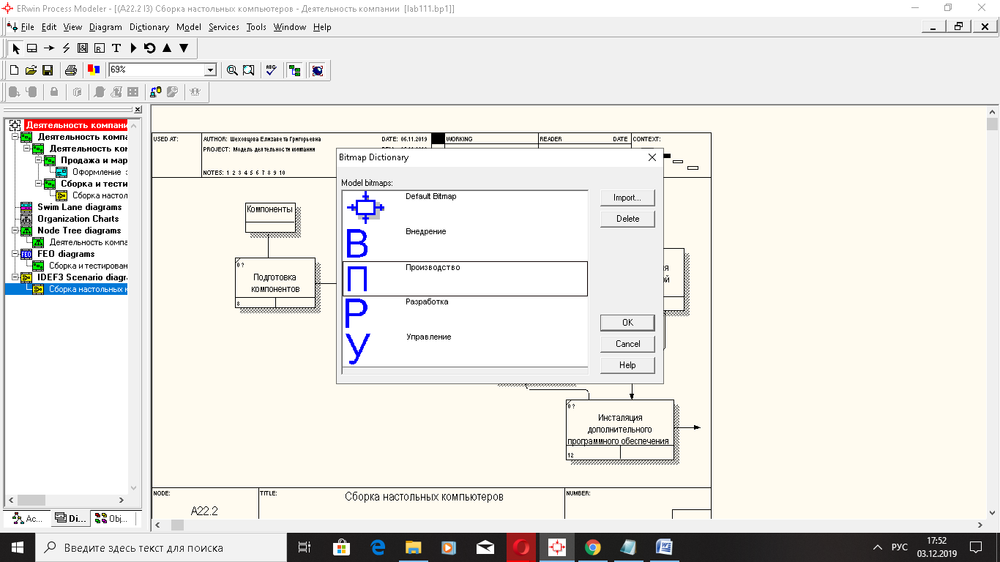 ERwin Process Modeler - [(A22.2 I3) Сборка настольных компьютеров - Деятельность компании [lab111.bp1]]
File Edit View Diagram Dictionary Model Services Tools Window Help
69%
ABC
Деятельность компани
Деятельность компа
Деятельность ко
Продажа и мар
Оформление з
Сборка и тести
Сборка настол
Swim Lane diagrams
Organization Charts
Node Tree diagrams
Деятельность компа
FEO diagrams
Сборка и тестирован
IDEF3 Scenario diagr
Сборка настольных к
Ac... Di... Obj...
USED AT:
AUTHOR: Шеховцова Елизавета Григорьевна
DATE: 06.11.2019
PROJECT: Модель деятельности компании
NOTES: 1 2 3 4 5 6 7 8 9 10
WORKING
READER DATE
CONTEXT:
Компоненты
0 ?
Подготовка
компонентов
8
Bitmap Dictionary
Model bitmaps:
Default Bitmap
В Внедрение
П Производство
Р Разработка
У Управление
Import...
Delete
OK
Cancel
Help
0 ?
Инсталяция
дополнительного
программного обеспечения
12
NODE:
A22.2
TITLE:
Сборка настольных компьютеров
NUMBER:
Введите здесь текст для поиска
РУС
17:52
03.12.2019